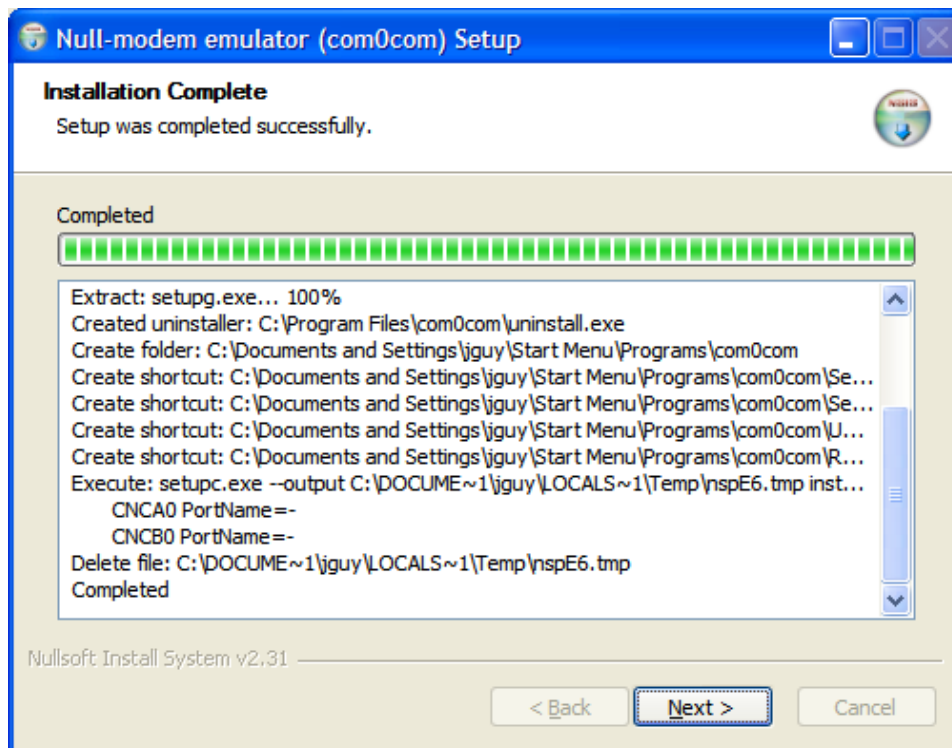 Null-modem emulator (com0com) Setup
Installation Complete
Setup was completed successfully.
Completed
Extract: setupg.exe... 100%
Created uninstaller: C:\Program Files\com0com\uninstall.exe
Create folder: C:\Documents and Settings\jguy\Start Menu\Programs\com0com
Create shortcut: C:\Documents and Settings\jguy\Start Menu\Programs\com0com\Se...
Create shortcut: C:\Documents and Settings\jguy\Start Menu\Programs\com0com\Se...
Create shortcut: C:\Documents and Settings\jguy\Start Menu\Programs\com0com\U...
Create shortcut: C:\Documents and Settings\jguy\Start Menu\Programs\com0com\R...
Execute: setupc.exe --output C:\DOCUME~1\jguy\LOCALS~1\Temp\nspE6.tmp inst...
CNCA0 PortName=-
CNCB0 PortName=-
Delete file: C:\DOCUME~1\jguy\LOCALS~1\Temp\nspE6.tmp
Completed
Nullsoft Install System v2.31
< Back Next > Cancel